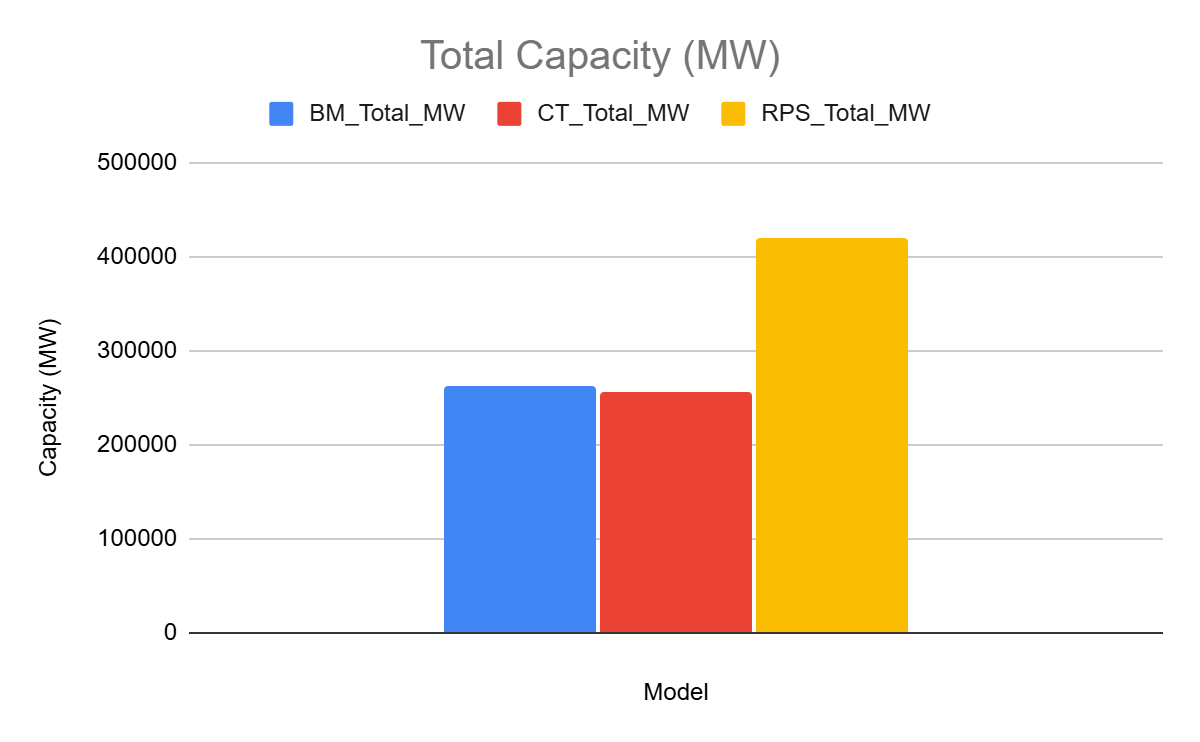 Total Capacity (MW)
BM_Total_MW CT_Total_MW RPS_Total_MW
500000
400000
300000
200000
100000
0
Capacity (MW)
Model